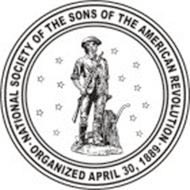 · NATIONAL SOCIETY OF THE SONS OF THE AMERICAN REVOLUTION ·
ORGANIZED APRIL 30, 1889